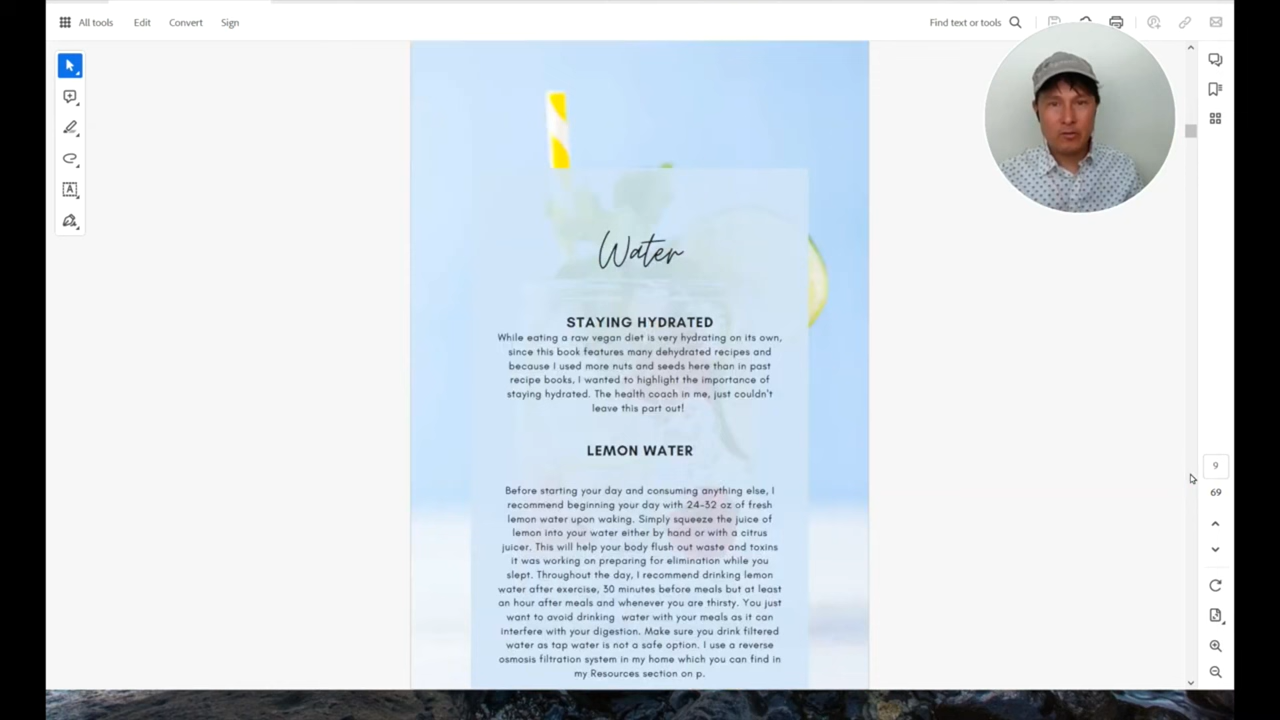 All tools Edit Convert Sign Find text or tools
Water
STAYING HYDRATED
While eating a raw vegan diet is very hydrating on its own,
since this book features many dehydrated recipes and
because I used more nuts and seeds here than in past
recipe books, I wanted to highlight the importance of
staying hydrated. The health coach in me, just couldn't
leave this part out!
LEMON WATER
Before starting your day and consuming anything else, I
recommend beginning your day with 24-32 oz of fresh
lemon water upon waking. Simply squeeze the juice of
lemon into your water either by hand or with a citrus
juicer. This will help your body flush out waste and toxins
it was working on preparing for elimination while you
slept. Throughout the day, I recommend drinking lemon
water after exercise, 30 minutes before meals but at least
an hour after meals and whenever you are thirsty. You just
want to avoid drinking water with your meals as it can
interfere with your digestion. Make sure you drink filtered
water as tap water is not a safe option. I use a reverse
osmosis filtration system in my home which you can find in
my Resources section on p.
9
69